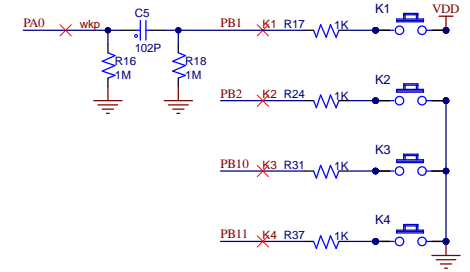 PA0 wkp C5 102P PB1 K1 R17 1K K1 VDD
R16 1M R18 1M
PB2 K2 R24 1K K2
PB10 K3 R31 1K K3
PB11 K4 R37 1K K4